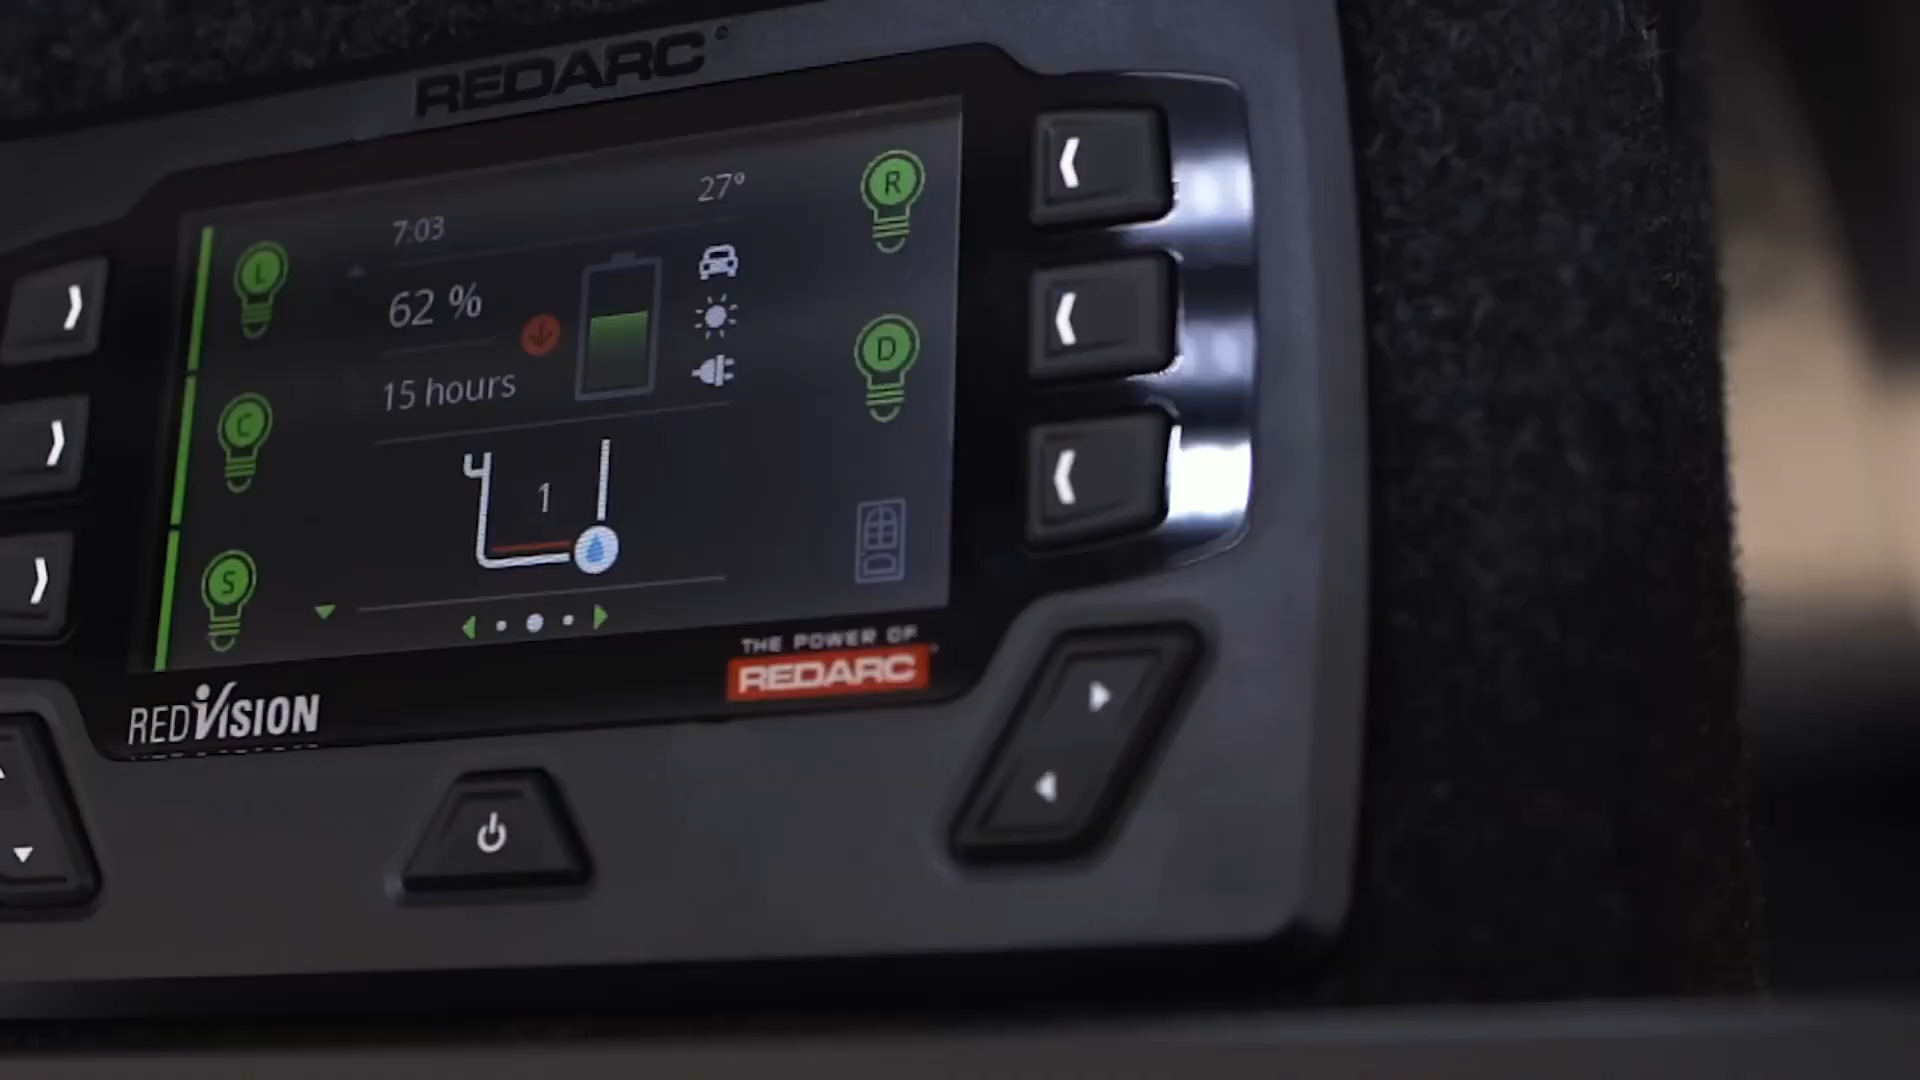 REDARC
27°
7:03
R
L
62 %
D
15 hours
C
1
S
THE POWER OF
REDARC
REDVISION